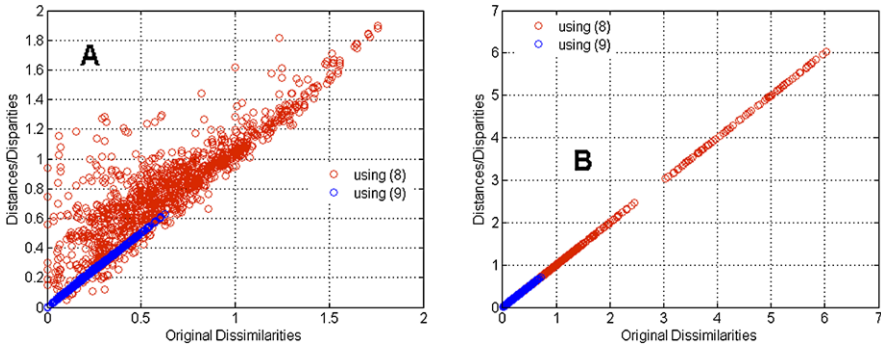 A
Distances/Disparities
2
1.8
1.6
1.4
1.2
1
0.8
0.6
0.4
0.2
0
0 0.5 1 1.5 2
Original Dissimilarities
using (8)
using (9)
B
Distances/Disparities
7
6
5
4
3
2
1
0
0 1 2 3 4 5 6 7
Original Dissimilarities
using (8)
using (9)